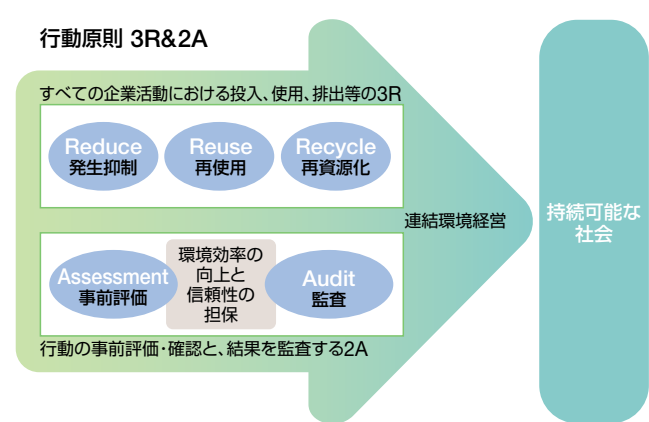 行動原則 3R&2A
すべての企業活動における投入、使用、排出等の3R
Reduce
発生抑制
Reuse
再使用
Recycle
再資源化
連結環境経営
持続可能な
社会
Assessment
事前評価
環境効率の
向上と
信頼性の
担保
Audit
監査
行動の事前評価・確認と、結果を監査する2A